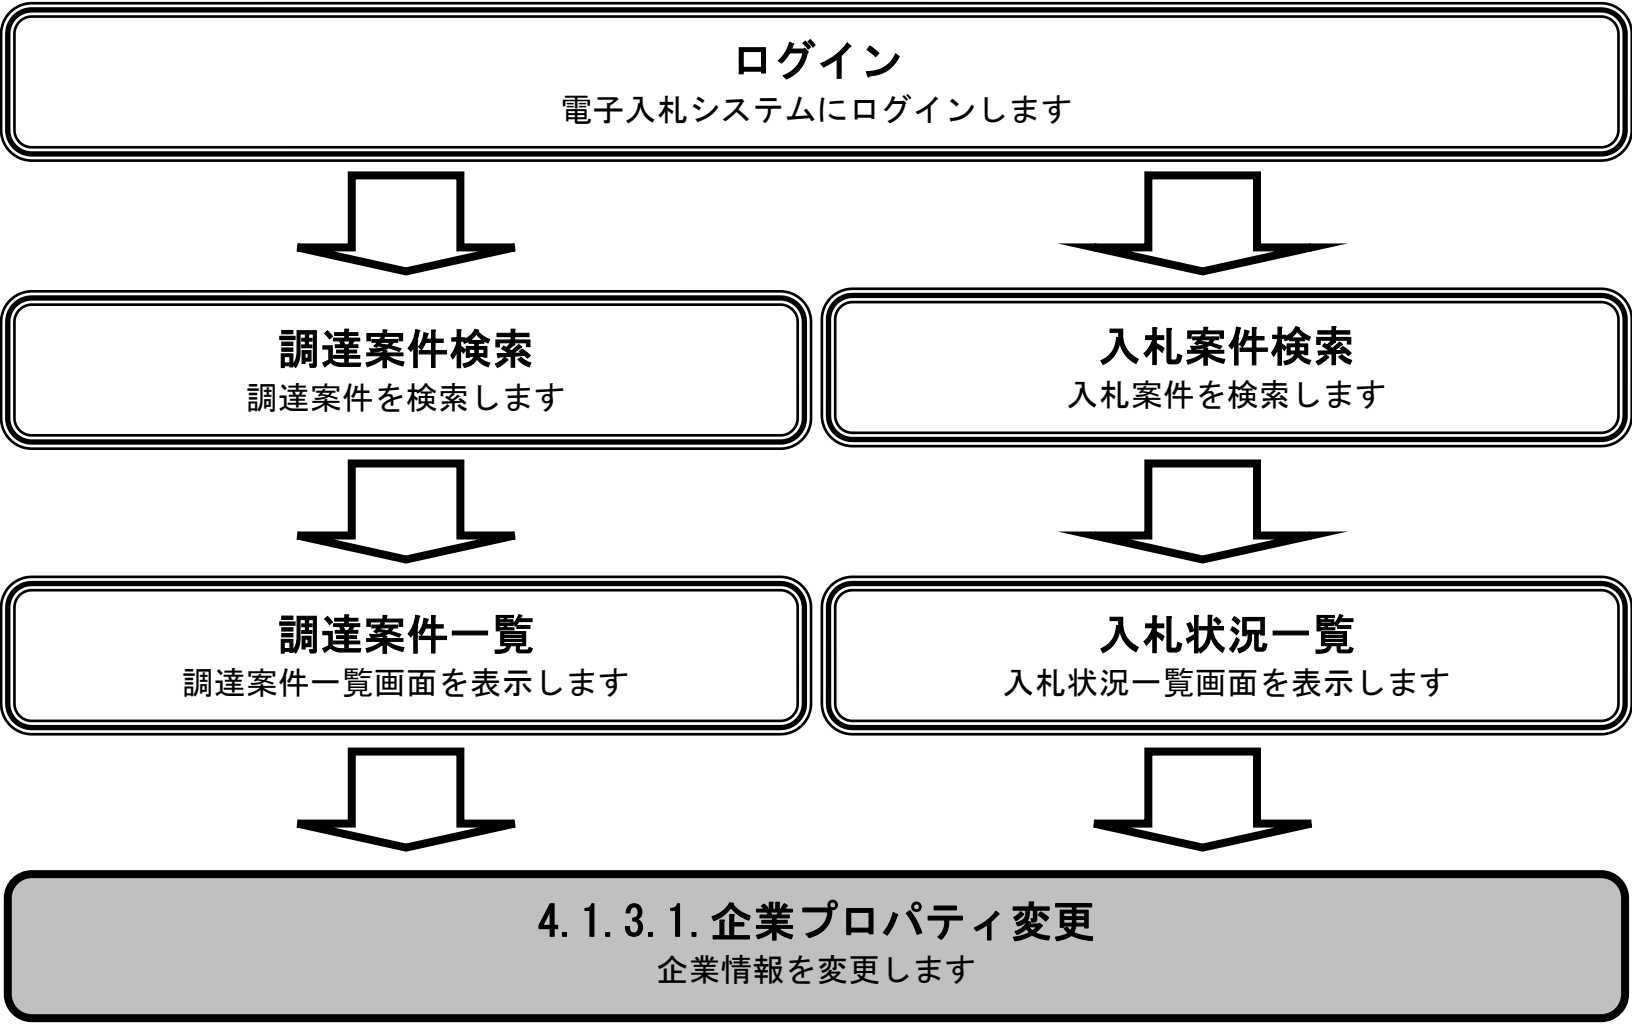 ログイン
電子入札システムにログインします
調達案件検索
調達案件を検索します
入札案件検索
入札案件を検索します
調達案件一覧
調達案件一覧画面を表示します
入札状況一覧
入札状況一覧画面を表示します
4.1.3.1.企業プロパティ変更
企業情報を変更します